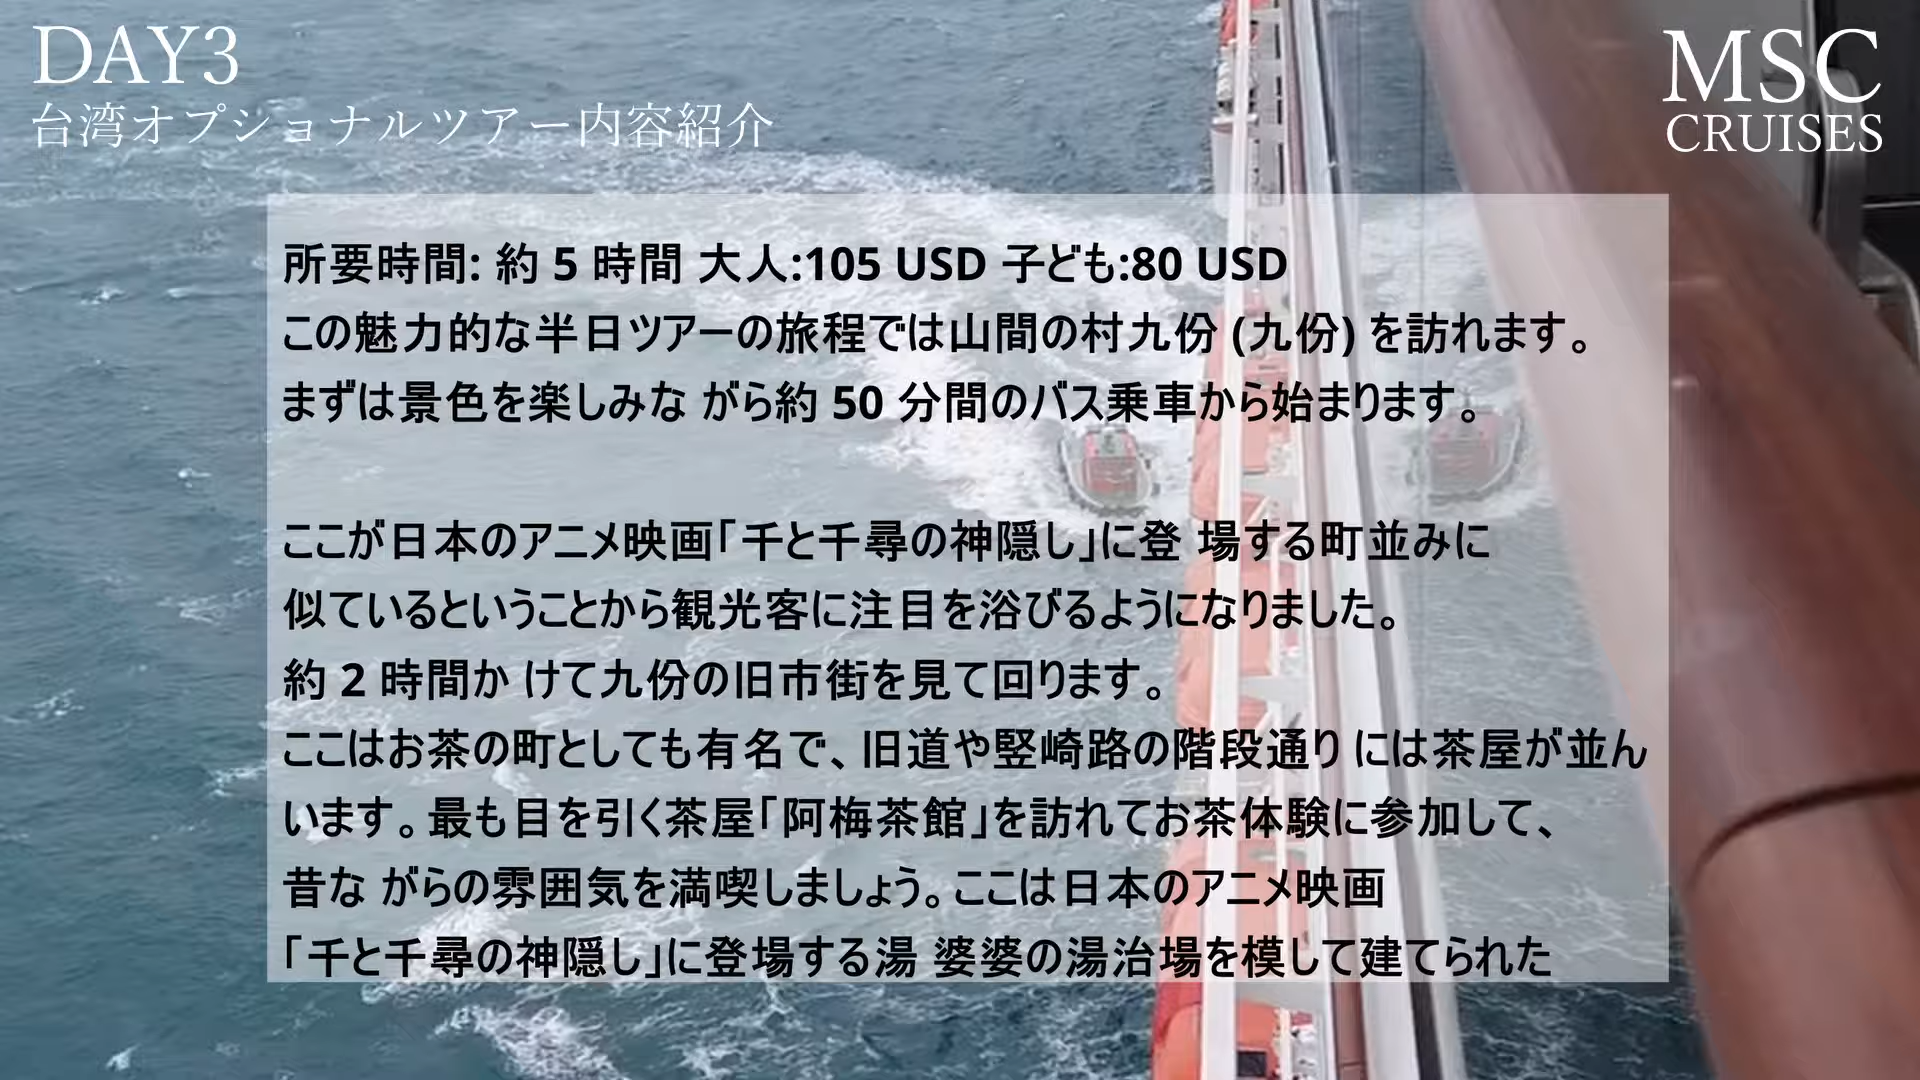 DAY3
台湾オプショナルツアー内容紹介
MSC
CRUISES
所要時間: 約 5 時間 大人:105 USD 子ども:80 USD
この魅力的な半日ツアーの旅程では山間の村九份 (九份) を訪れます。
まずは景色を楽しみな がら約 50 分間のバス乗車から始まります。
ここが日本のアニメ映画「千と千尋の神隠し」に登 場する町並みに
似ているということから観光客に注目を浴びるようになりました。
約 2 時間か けて九份の旧市街を見て回ります。
ここはお茶の町としても有名で、旧道や竪崎路の階段通り には茶屋が並ん
います。最も目を引く茶屋「阿梅茶館」を訪れてお茶体験に参加して、
昔な がらの雰囲気を満喫しましょう。ここは日本のアニメ映画
「千と千尋の神隠し」に登場する湯 婆婆の湯治場を模して建てられた